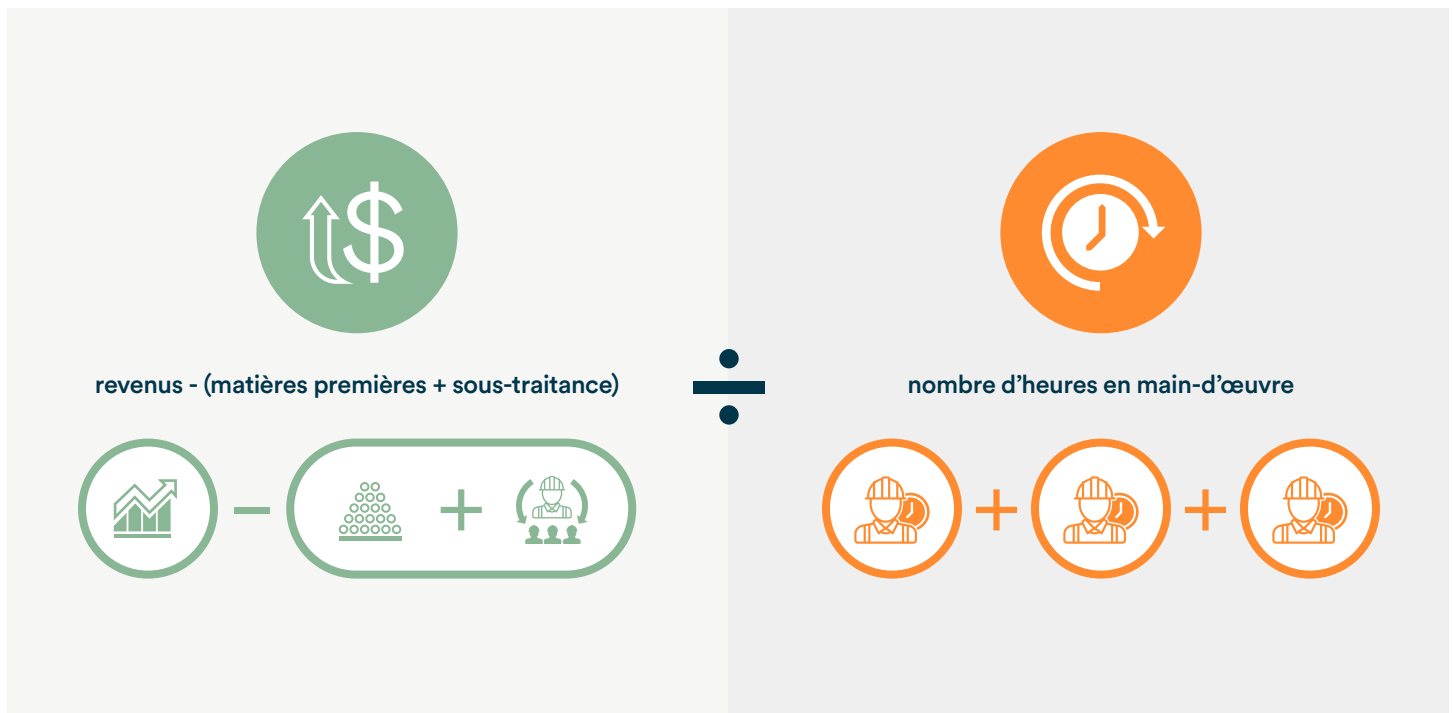 revenus - (matières premières + sous-traitance)
nombre d’heures en main-d’œuvre